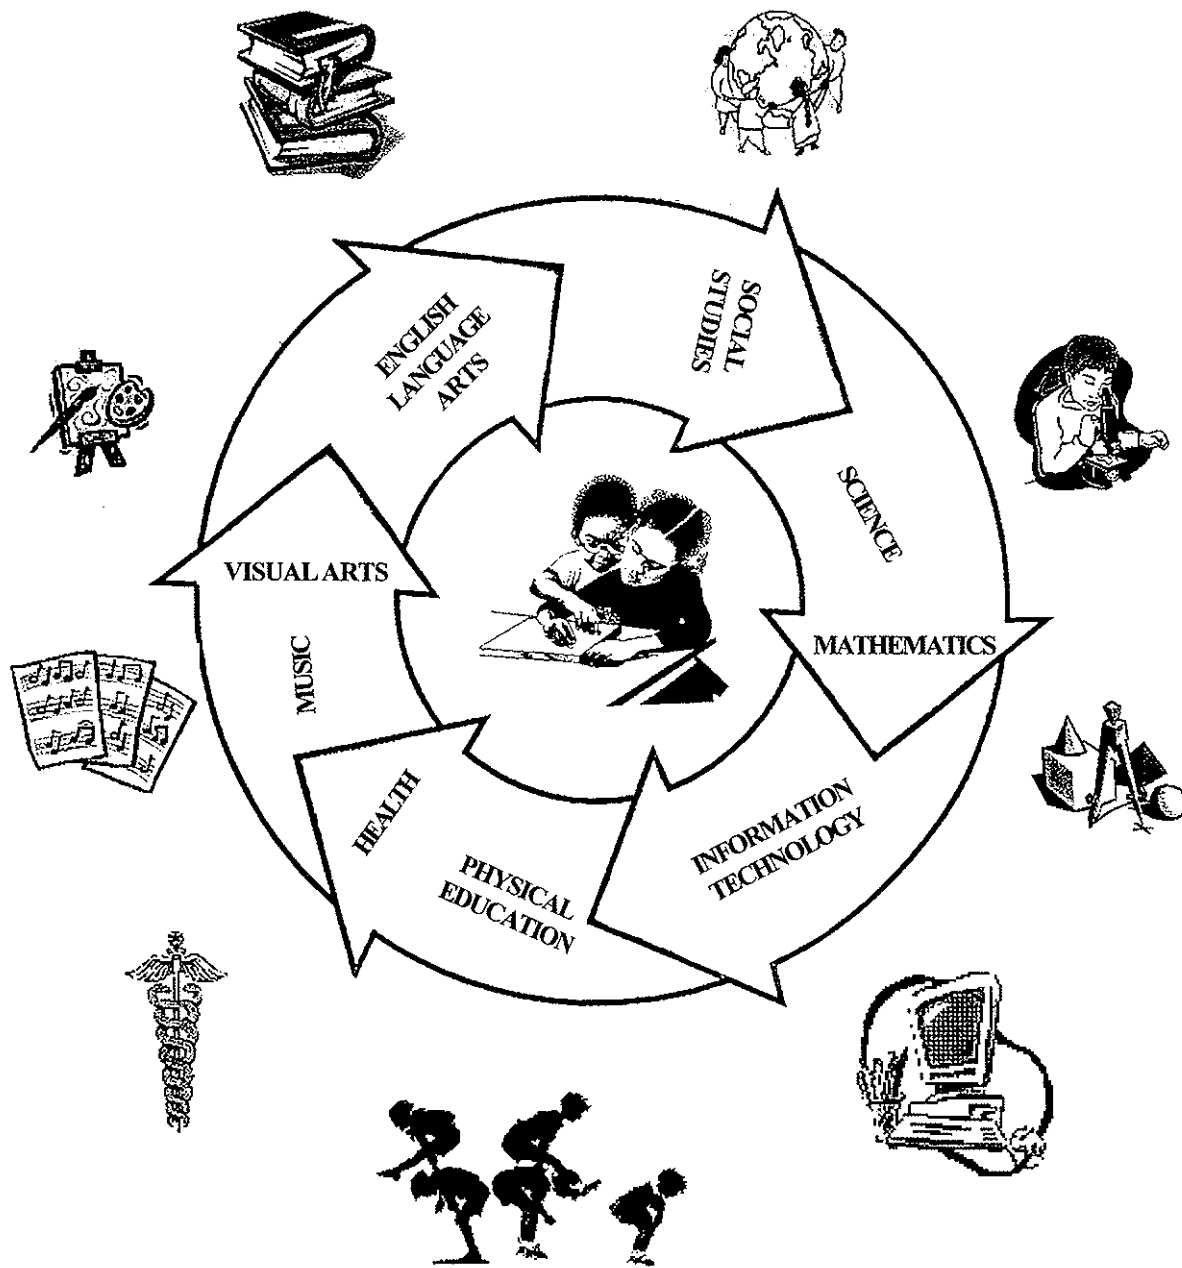 ENGLISH
LANGUAGE
ARTS
SOCIAL
STUDIES
SCIENCE
MATHEMATICS
INFORMATION
TECHNOLOGY
PHYSICAL
EDUCATION
HEALTH
MUSIC
VISUAL ARTS